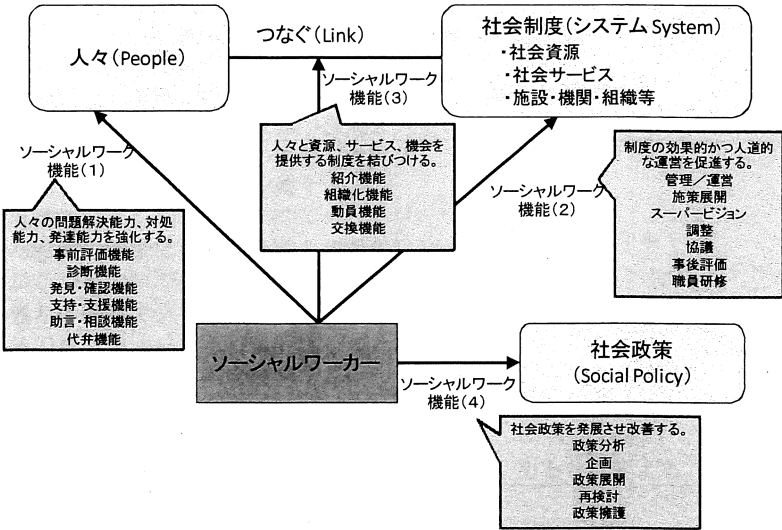 人々(People)
つなぐ(Link)
社会制度(システム System)
・社会資源
・社会サービス
・施設・機関・組織等
ソーシャルワーク
機能(3)
人々と資源、サービス、機会を
提供する制度を結びつける。
紹介機能
組織化機能
動員機能
交換機能
ソーシャルワーク
機能(1)
人々の問題解決能力、対処
能力、発達能力を強化する。
事前評価機能
診断機能
発見・確認機能
支持・支援機能
助言・相談機能
代弁機能
ソーシャルワーク
機能(2)
制度の効果的かつ人道的
な運営を促進する。
管理/運営
施策展開
スーパービジョン
調整
協議
事後評価
職員研修
ソーシャルワーカー
ソーシャルワーク
機能(4)
社会政策
(Social Policy)
社会政策を発展させ改善する。
政策分析
企画
政策展開
再検討
政策擁護